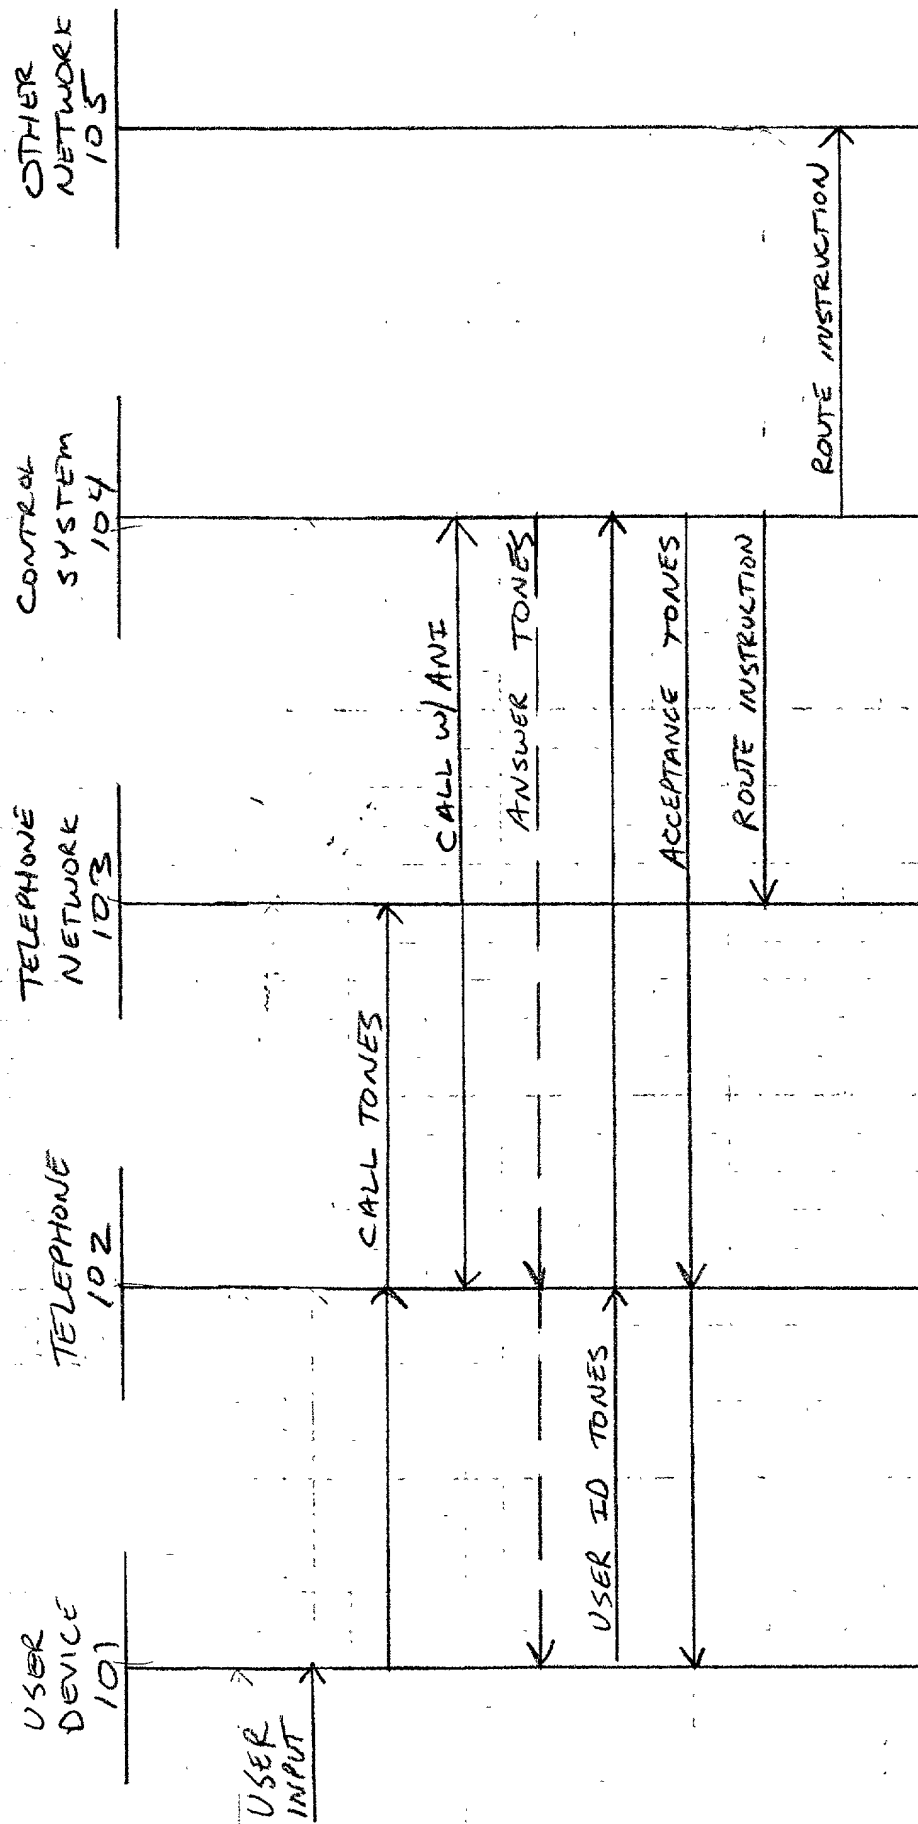 USER
DEVICE
101
TELEPHONE
102
TELEPHONE
NETWORK
103
CONTROL
SYSTEM
104
OTHER
NETWORK
105
USER
INPUT
CALL TONES
CALL W/ANI
ANSWER TONES
USER ID TONES
ACCEPTANCE TONES
ROUTE INSTRUCTION
ROUTE INSTRUCTION